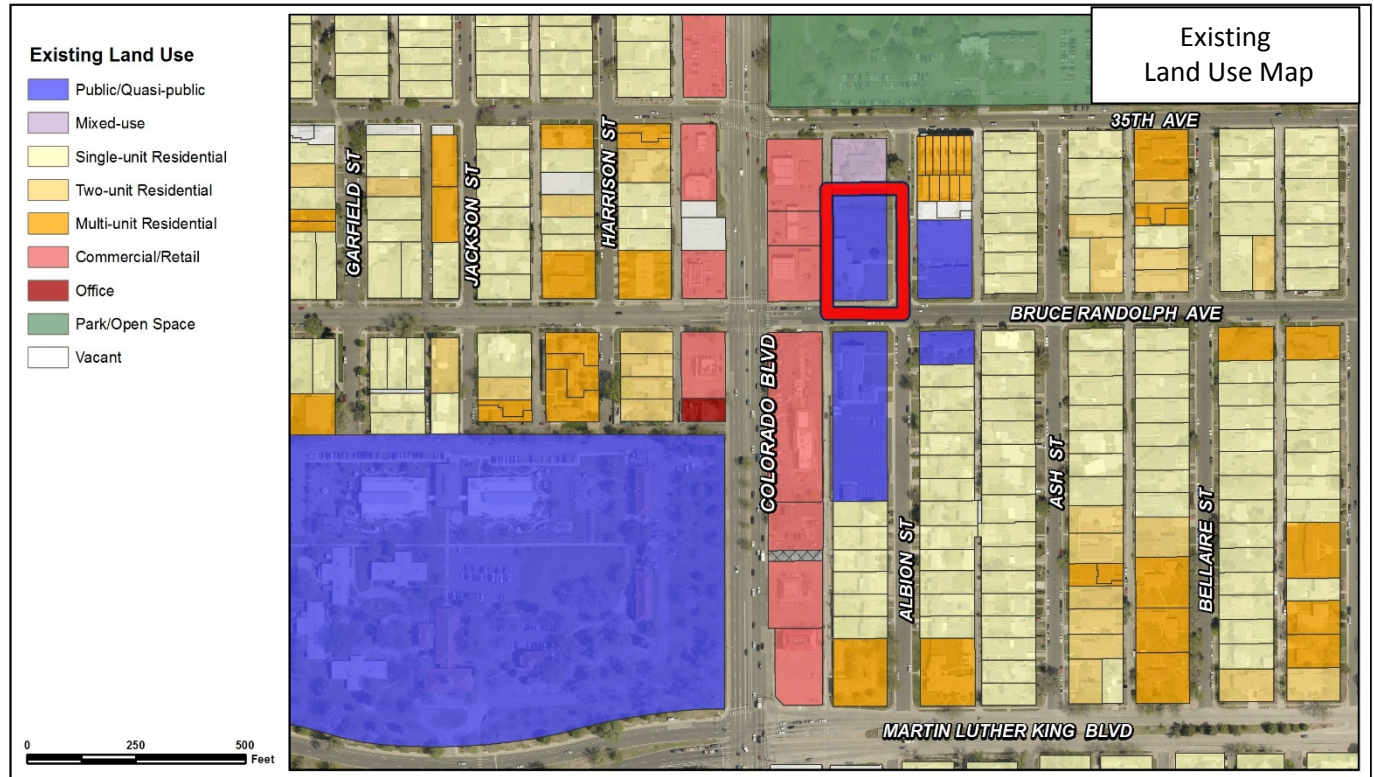 Existing
Land Use Map
Existing Land Use
Public/Quasi-public
Mixed-use
Single-unit Residential
Two-unit Residential
Multi-unit Residential
Commercial/Retail
Office
Park/Open Space
Vacant
0 250 500
Feet
35TH AVE
GARFIELD ST
JACKSON ST
HARRISON ST
BRUCE RANDOLPH AVE
COLORADO BLVD
ALBION ST
ASH ST
BELLAIRE ST
MARTIN LUTHER KING BLVD